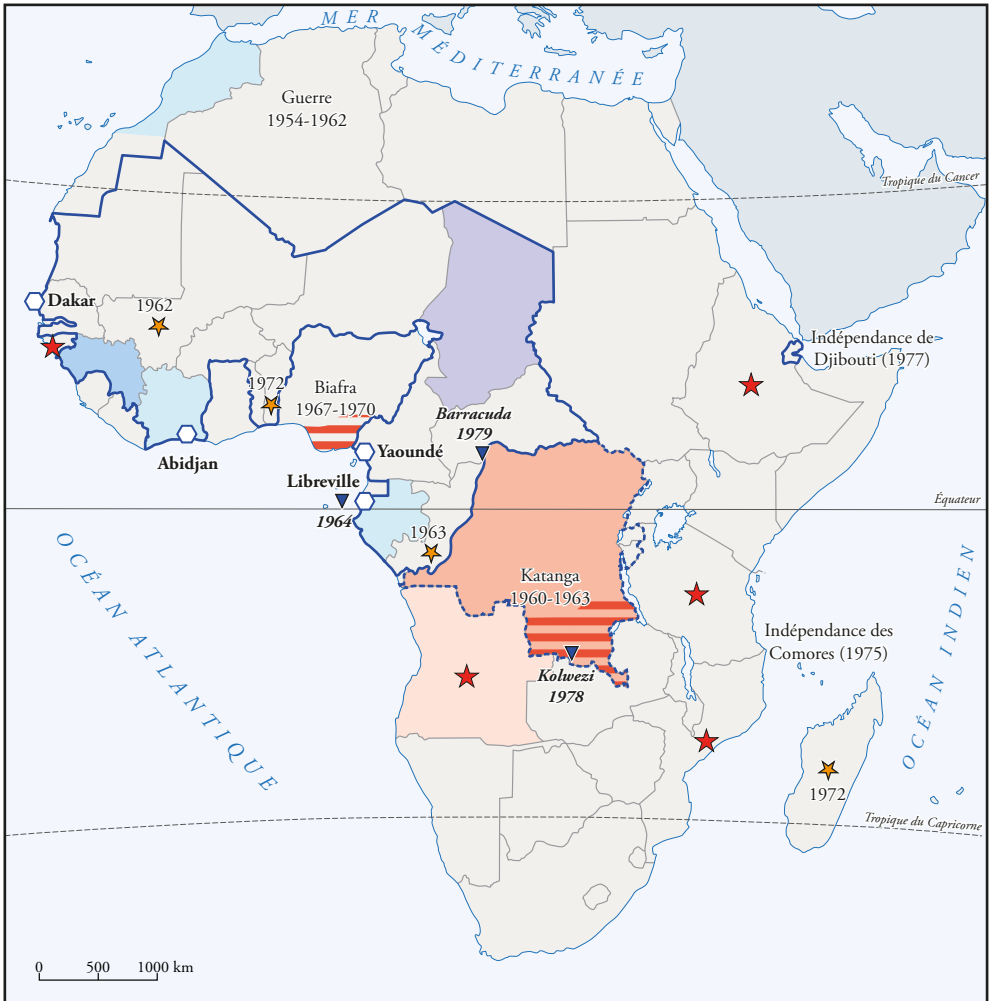 MER
MÉDITERRANÉE
Guerre
1954-1962
Tropique du Cancer
Dakar
1962
Indépendance de
Djibouti (1977)
1972
Biafra
1967-1970
Barracuda
1979
Yaoundé
Abidjan
Libreville
1964
Équateur
1963
OCÉAN ATLANTIQUE
OCÉAN INDIEN
Katanga
1960-1963
Indépendance des
Comores (1975)
Kolwezi
1978
1972
Tropique du Capricorne
0 500 1000 km